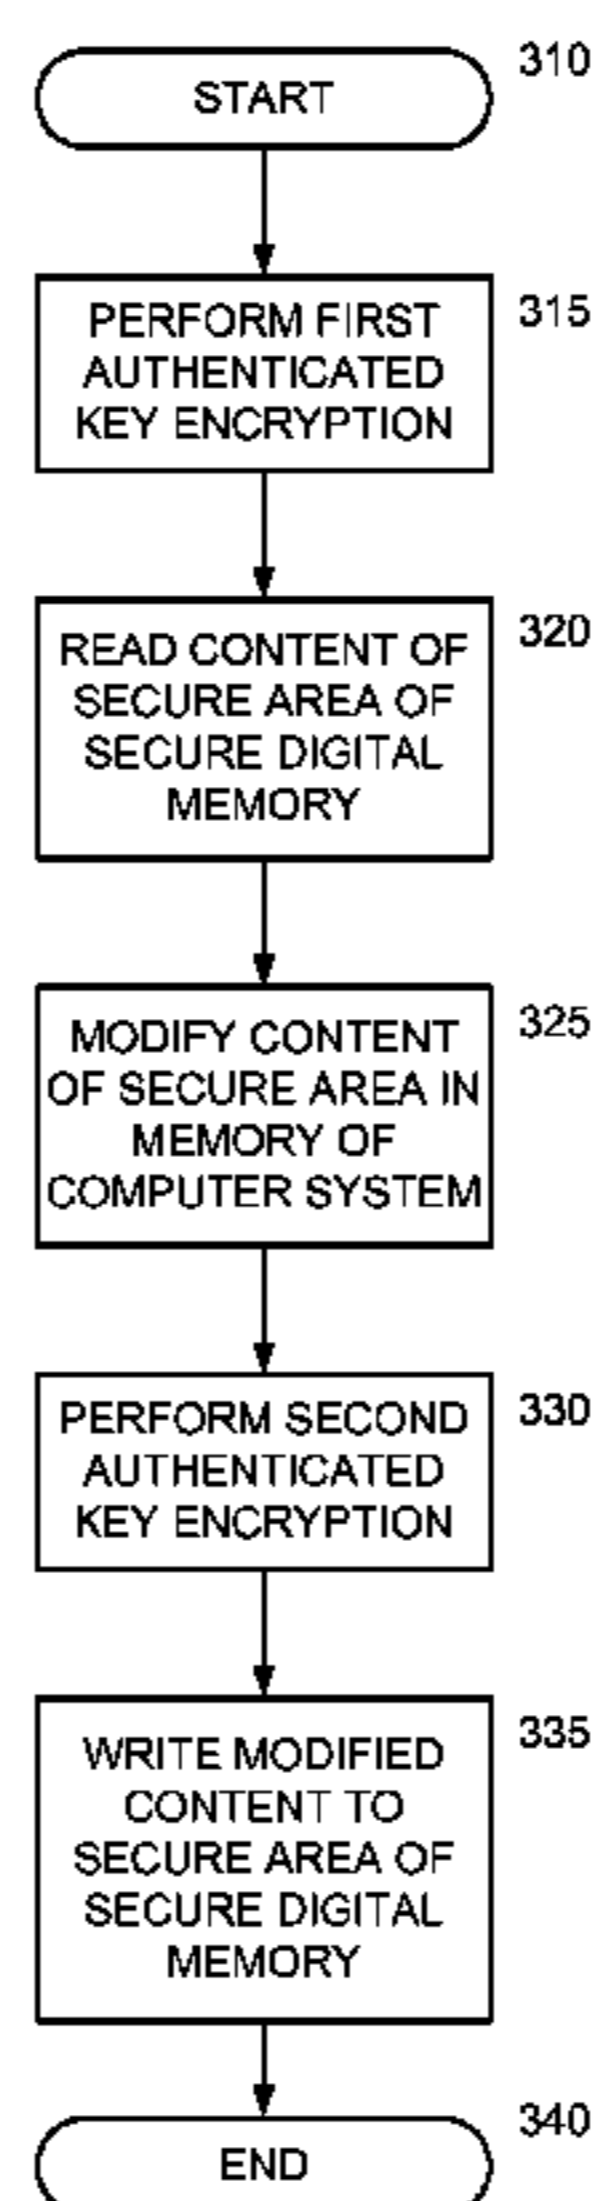 310
START
315
PERFORM FIRST
AUTHENTICATED
KEY ENCRYPTION
320
READ CONTENT OF
SECURE AREA OF
SECURE DIGITAL
MEMORY
325
MODIFY CONTENT
OF SECURE AREA IN
MEMORY OF
COMPUTER SYSTEM
330
PERFORM SECOND
AUTHENTICATED
KEY ENCRYPTION
335
WRITE MODIFIED
CONTENT TO
SECURE AREA OF
SECURE DIGITAL
MEMORY
340
END